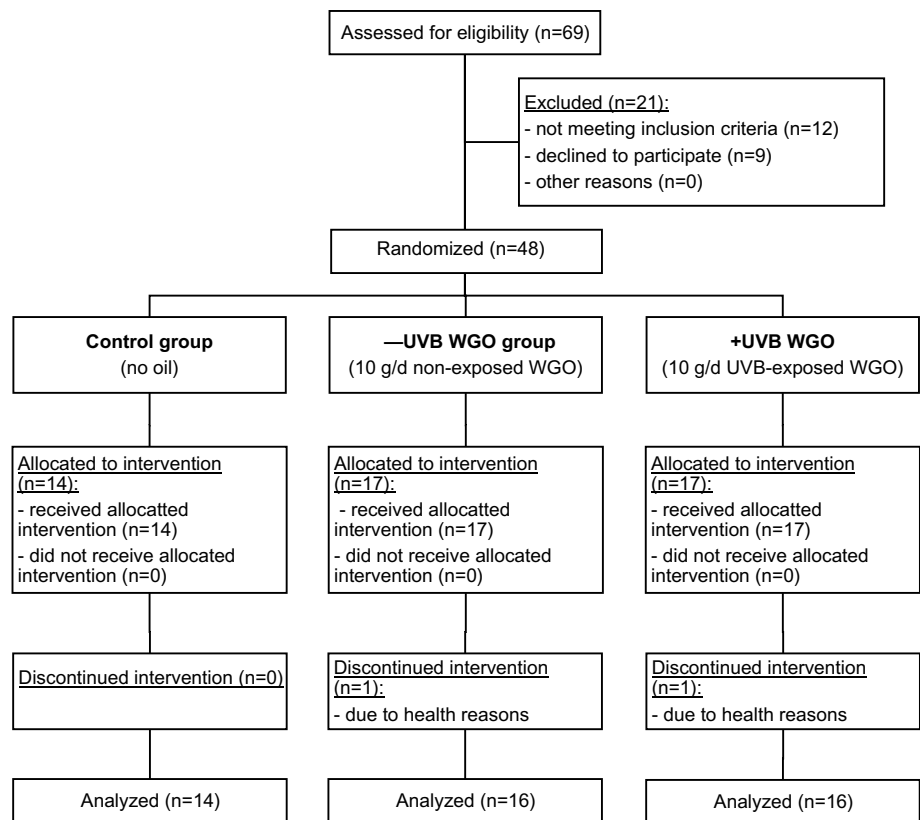 Assessed for eligibility (n=69)
Excluded (n=21):
- not meeting inclusion criteria (n=12)
- declined to participate (n=9)
- other reasons (n=0)
Randomized (n=48)
Control group
(no oil)
—UVB WGO group
(10 g/d non-exposed WGO)
+UVB WGO
(10 g/d UVB-exposed WGO)
Allocated to intervention
(n=14):
- received allocatted
intervention (n=14)
- did not receive allocated
intervention (n=0)
Allocated to intervention
(n=17):
- received allocatted
intervention (n=17)
- did not receive allocated
intervention (n=0)
Allocated to intervention
(n=17):
- received allocatted
intervention (n=17)
- did not receive allocated
intervention (n=0)
Discontinued intervention (n=0)
Discontinued intervention
(n=1):
- due to health reasons
Discontinued intervention
(n=1):
- due to health reasons
Analyzed (n=14)
Analyzed (n=16)
Analyzed (n=16)